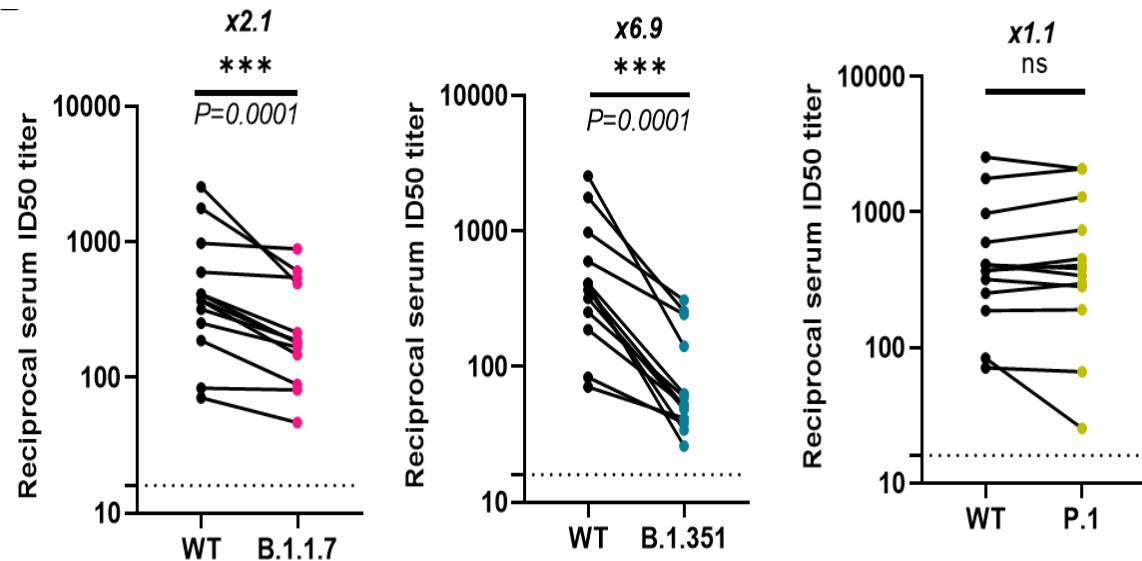 x2.1
***
P=0.0001
Reciprocal serum ID50 titer
10000
1000
100
10
WT B.1.1.7
x6.9
***
P=0.0001
Reciprocal serum ID50 titer
10000
1000
100
10
WT B.1.351
x1.1
ns
Reciprocal serum ID50 titer
10000
1000
100
10
WT P.1